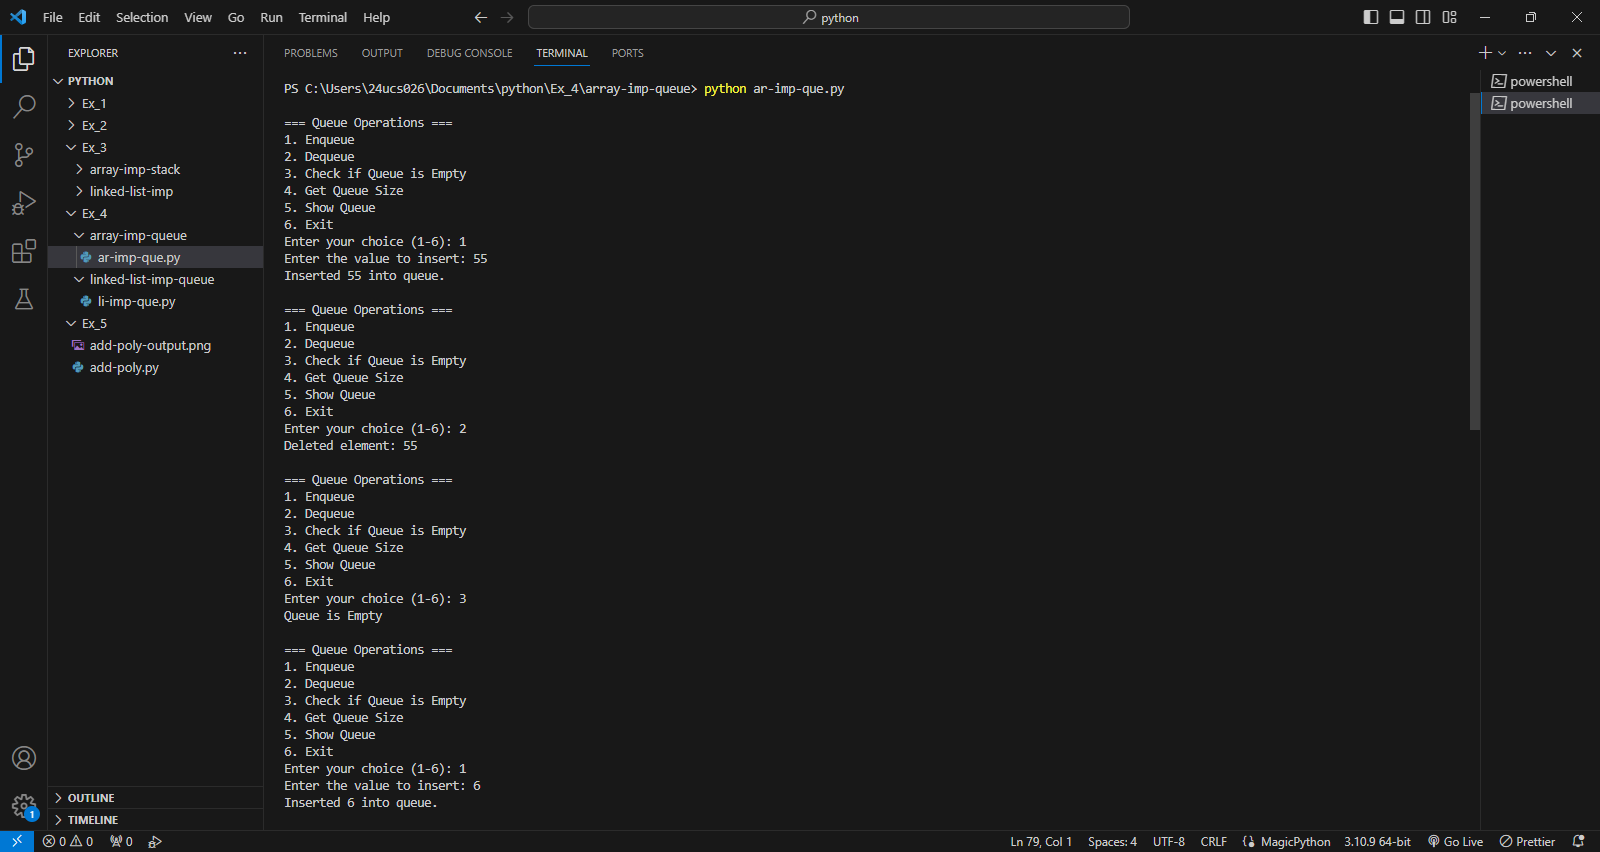 File Edit Selection View Go Run Terminal Help
python
EXPLORER
PYTHON
Ex_1
Ex_2
Ex_3
array-imp-stack
linked-list-imp
Ex_4
array-imp-queue
ar-imp-que.py
linked-list-imp-queue
li-imp-que.py
Ex_5
add-poly-output.png
add-poly.py
OUTLINE
TIMELINE
1
PROBLEMS OUTPUT DEBUG CONSOLE TERMINAL PORTS
PS C:\Users\24ucs026\Documents\python\Ex_4\array-imp-queue> python ar-imp-que.py
=== Queue Operations ===
1. Enqueue
2. Dequeue
3. Check if Queue is Empty
4. Get Queue Size
5. Show Queue
6. Exit
Enter your choice (1-6): 1
Enter the value to insert: 55
Inserted 55 into queue.
=== Queue Operations ===
1. Enqueue
2. Dequeue
3. Check if Queue is Empty
4. Get Queue Size
5. Show Queue
6. Exit
Enter your choice (1-6): 2
Deleted element: 55
=== Queue Operations ===
1. Enqueue
2. Dequeue
3. Check if Queue is Empty
4. Get Queue Size
5. Show Queue
6. Exit
Enter your choice (1-6): 3
Queue is Empty
=== Queue Operations ===
1. Enqueue
2. Dequeue
3. Check if Queue is Empty
4. Get Queue Size
5. Show Queue
6. Exit
Enter your choice (1-6): 1
Enter the value to insert: 6
Inserted 6 into queue.
powershell
powershell
0 0 0 Ln 79, Col 1 Spaces: 4 UTF-8 CRLF MagicPython 3.10.9 64-bit Go Live Prettier